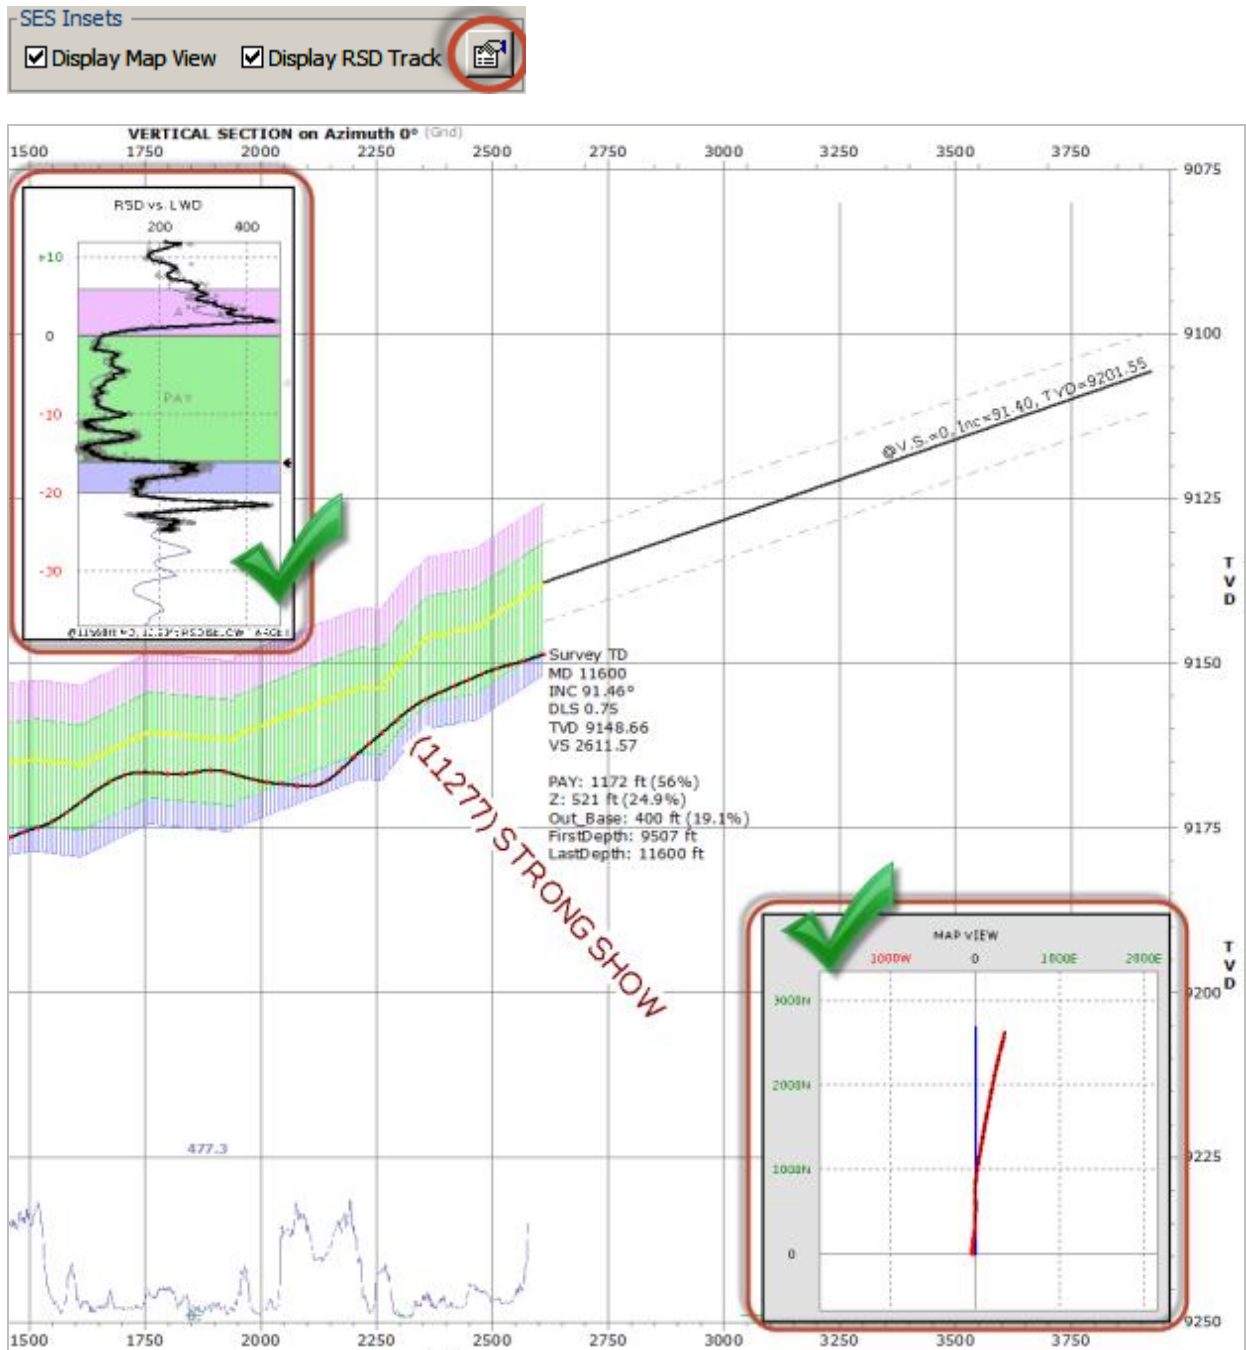 SES Insets
Display Map View Display RSD Track
VERTICAL SECTION on Azimuth 0° (Grid)
1500 1750 2000 2250 2500 2750 3000 3250 3500 3750
9075
RSD vs. LWD
200 400
+10
A
0
PAY
-10
-20
-30
9100
@V.S.=0, Inc=91.40, TVD=9201.55
9125
TVD
9150
Survey TD
MD 11600
INC 91.46°
DLS 0.75
TVD 9148.66
VS 2611.57
PAY: 1172 ft (56%)
Z: 521 ft (24.9%)
Out_Base: 400 ft (19.1%)
FirstDepth: 9507 ft
LastDepth: 11600 ft
9175
(11277) STRONG SHOW
MAP VIEW
1000W 0 1000E 2000E
3000N
2000N
1000N
0
TVD
9200
9225
9250
477.3
1500 1750 2000 2250 2500 2750 3000 3250 3500 3750